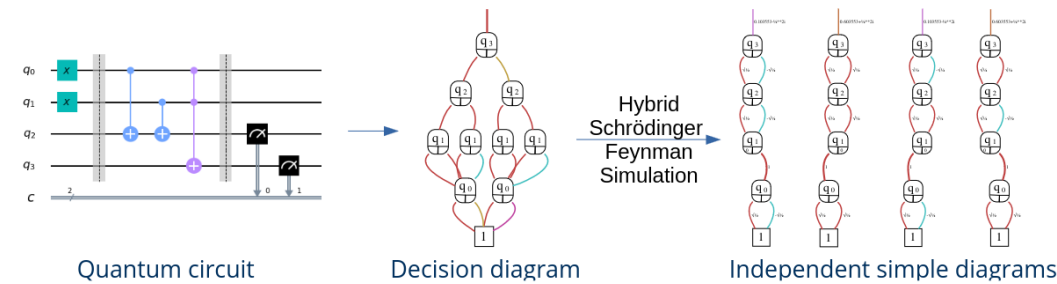 q0
x
q1
x
q2
q3
c
2
0
1
Quantum circuit
q3
q2 q2
q1 q1 q1 q1
q0 q0
1
Decision diagram
Hybrid
Schrödinger
Feynman
Simulation
q3 q3 q3 q3
q2 q2 q2 q2
q1 q1 q1 q1
q0 q0 q0 q0
1 1 1 1
Independent simple diagrams